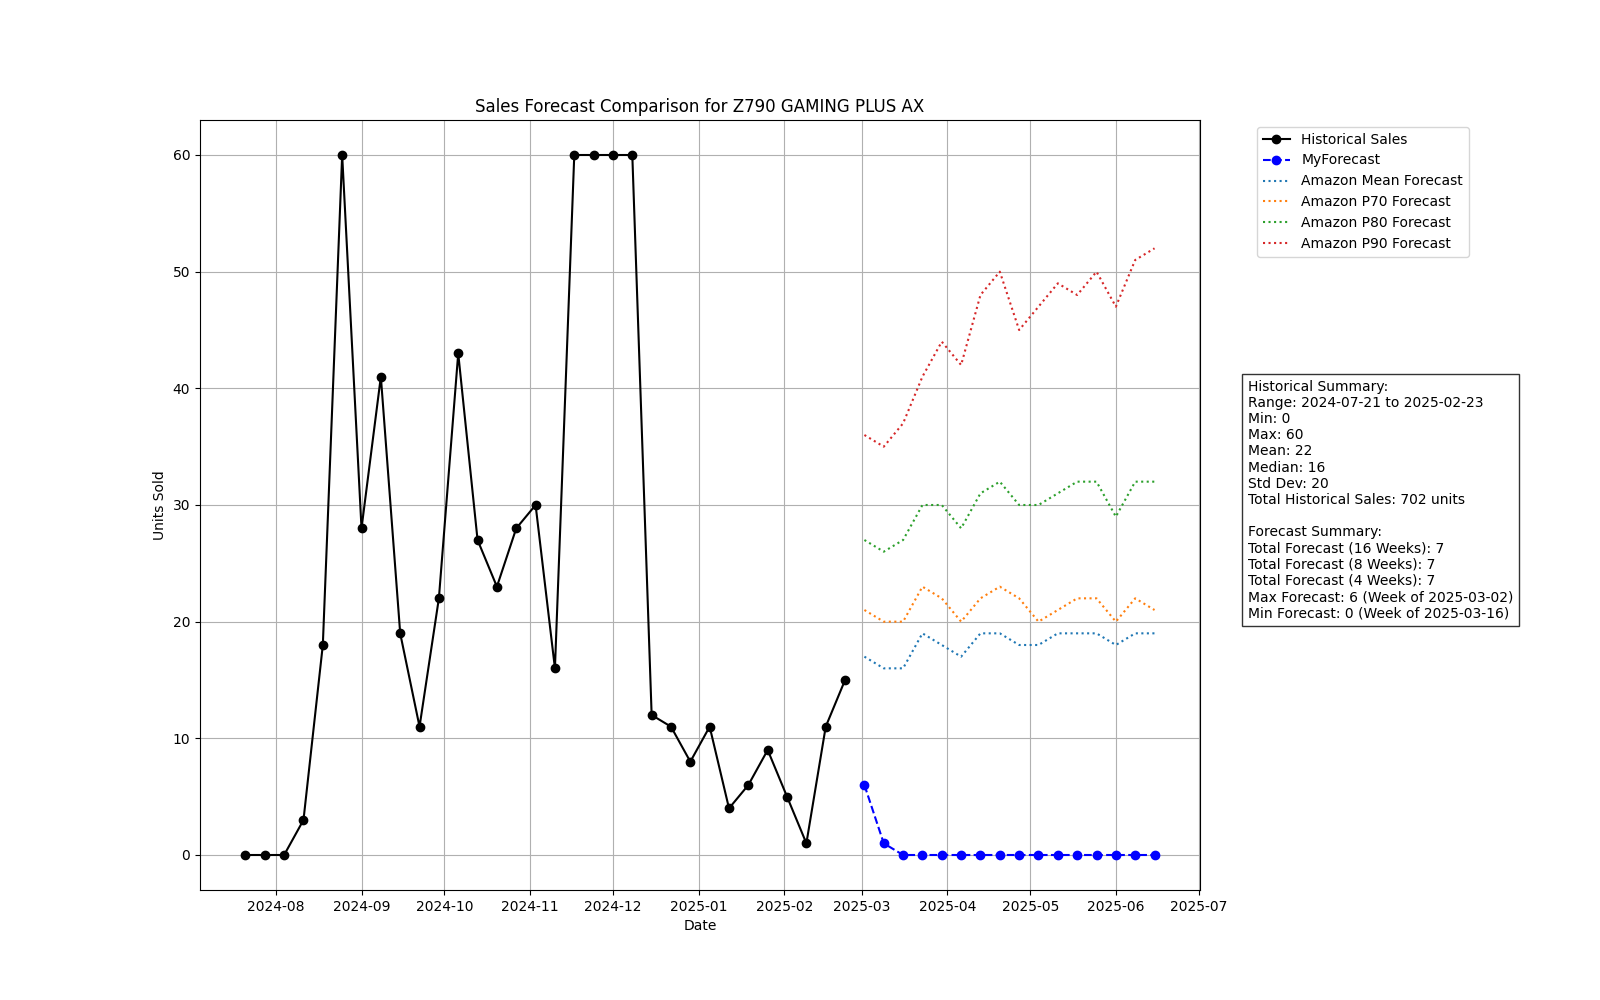 Sales Forecast Comparison for Z790 GAMING PLUS AX
Units Sold
60
50
40
30
20
10
0
2024-08
2024-09
2024-10
2024-11
2024-12
2025-01
2025-02
2025-03
2025-04
2025-05
2025-06
2025-07
Date
Historical Sales
MyForecast
Amazon Mean Forecast
Amazon P70 Forecast
Amazon P80 Forecast
Amazon P90 Forecast
Historical Summary:
Range: 2024-07-21 to 2025-02-23
Min: 0
Max: 60
Mean: 22
Median: 16
Std Dev: 20
Total Historical Sales: 702 units
Forecast Summary:
Total Forecast (16 Weeks): 7
Total Forecast (8 Weeks): 7
Total Forecast (4 Weeks): 7
Max Forecast: 6 (Week of 2025-03-02)
Min Forecast: 0 (Week of 2025-03-16)